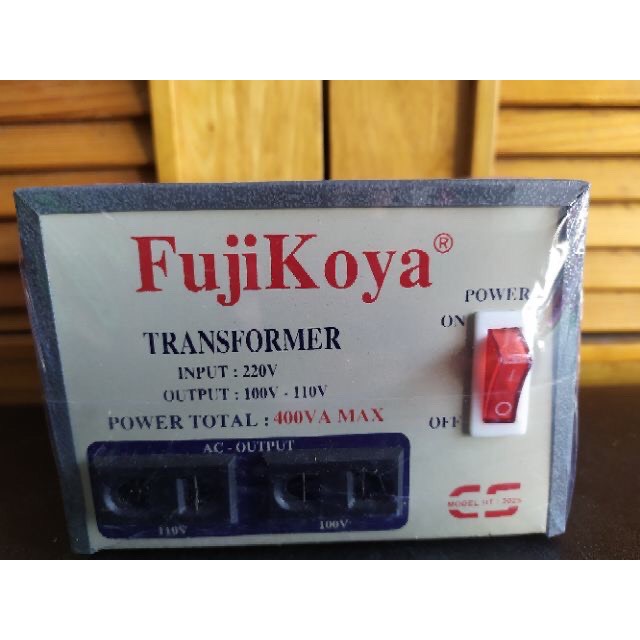 FujiKoya®
POWER
ON
TRANSFORMER
INPUT : 220V
OUTPUT : 100V - 110V
POWER TOTAL : 400VA MAX
OFF
AC - OUTPUT
110V
100V
CS
MODEL